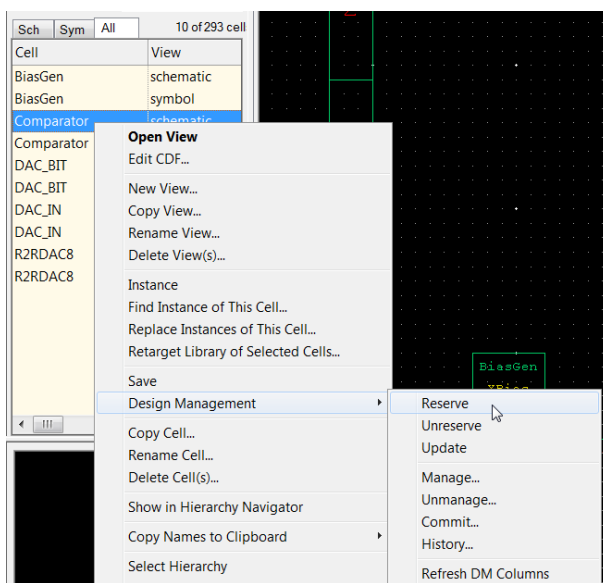 Sch Sym All 10 of 293 cell
Cell View
BiasGen schematic
BiasGen symbol
Comparator schematic
Comparator
DAC_BIT
DAC_BIT
DAC_IN
DAC_IN
R2RDAC8
R2RDAC8
Open View
Edit CDF...
New View...
Copy View...
Rename View...
Delete View(s)...
Instance
Find Instance of This Cell...
Replace Instances of This Cell...
Retarget Library of Selected Cells...
Save
Design Management
Copy Cell...
Rename Cell...
Delete Cell(s)...
Show in Hierarchy Navigator
Copy Names to Clipboard
Select Hierarchy
BiasGen
XBias
Reserve
Unreserve
Update
Manage...
Unmanage...
Commit...
History...
Refresh DM Columns